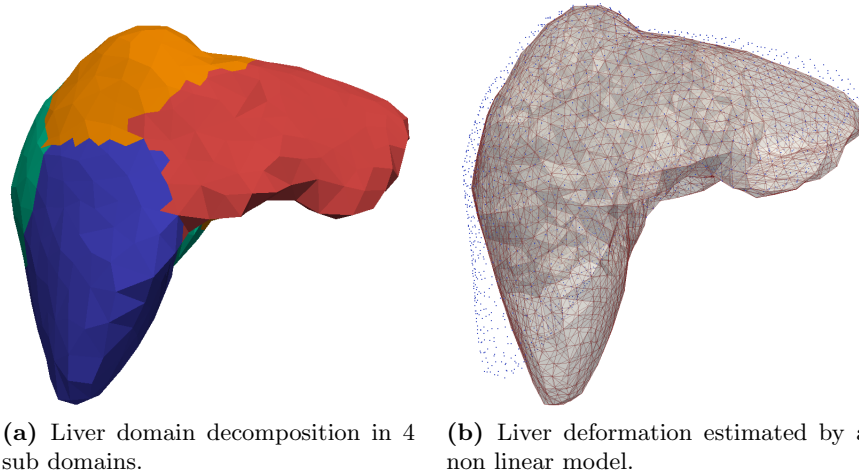 (a) Liver domain decomposition in 4
sub domains.
(b) Liver deformation estimated by a
non linear model.